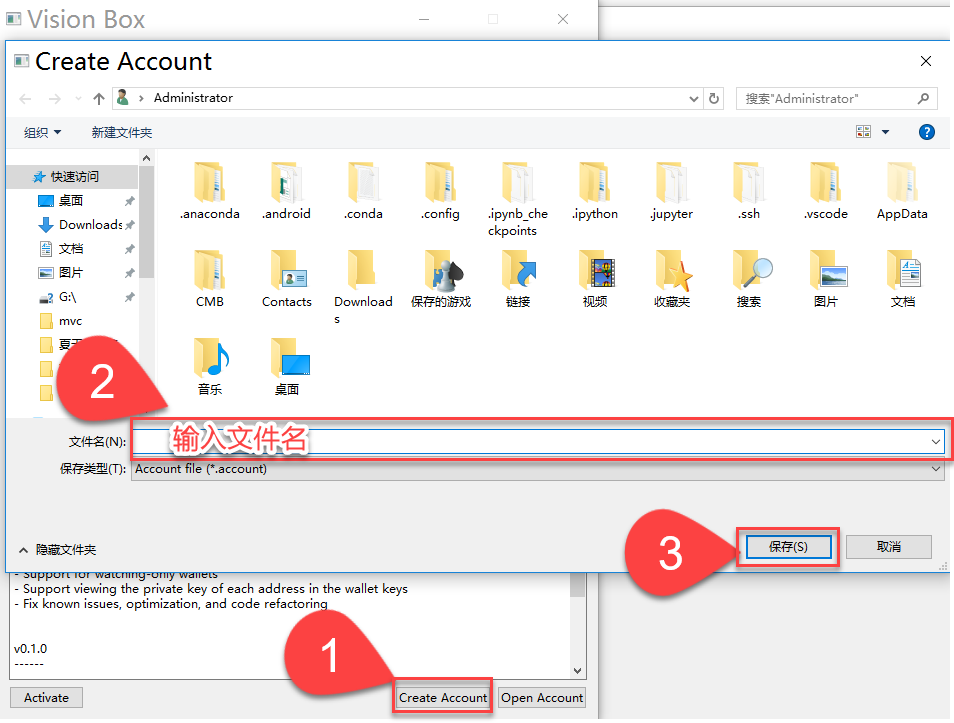 Vision Box
Create Account
Administrator
搜索"Administrator"
组织
新建文件夹
快速访问
桌面
Downloads
文档
图片
G:\
mvc
.anaconda
.android
.conda
.config
.ipynb_che
ckpoints
.ipython
.jupyter
.ssh
.vscode
AppData
CMB
Contacts
Download
s
保存的游戏
链接
视频
收藏夹
搜索
图片
文档
音乐
桌面
2
文件名(N):
输入文件名
保存类型(T):
Account file (*.account)
隐藏文件夹
3
保存(S)
取消
- Support for watching-only wallets
- Support viewing the private key of each address in the wallet keys
- Fix known issues, optimization, and code refactoring
v0.1.0
------
1
Activate
Create Account
Open Account